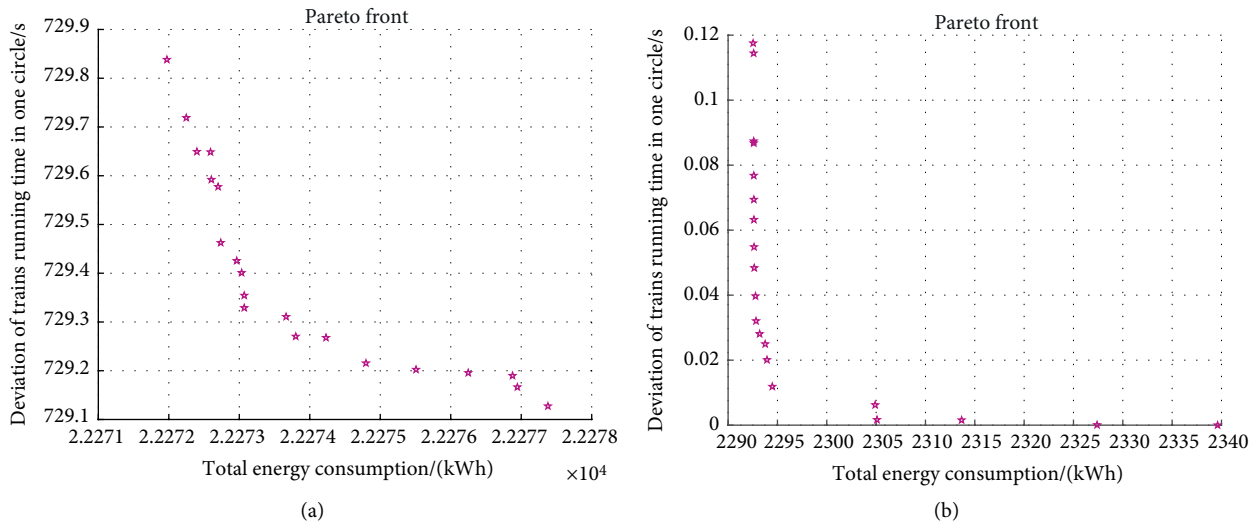 Pareto front
Deviation of trains running time in one circle/s
729.9
729.8
729.7
729.6
729.5
729.4
729.3
729.2
729.1
2.2271 2.2272 2.2273 2.2274 2.2275 2.2276 2.2277 2.2278
Total energy consumption/(kWh)
×10⁴
(a)
Pareto front
Deviation of trains running time in one circle/s
0.12
0.1
0.08
0.06
0.04
0.02
0
2290 2295 2300 2305 2310 2315 2320 2325 2330 2335 2340
Total energy consumption/(kWh)
(b)